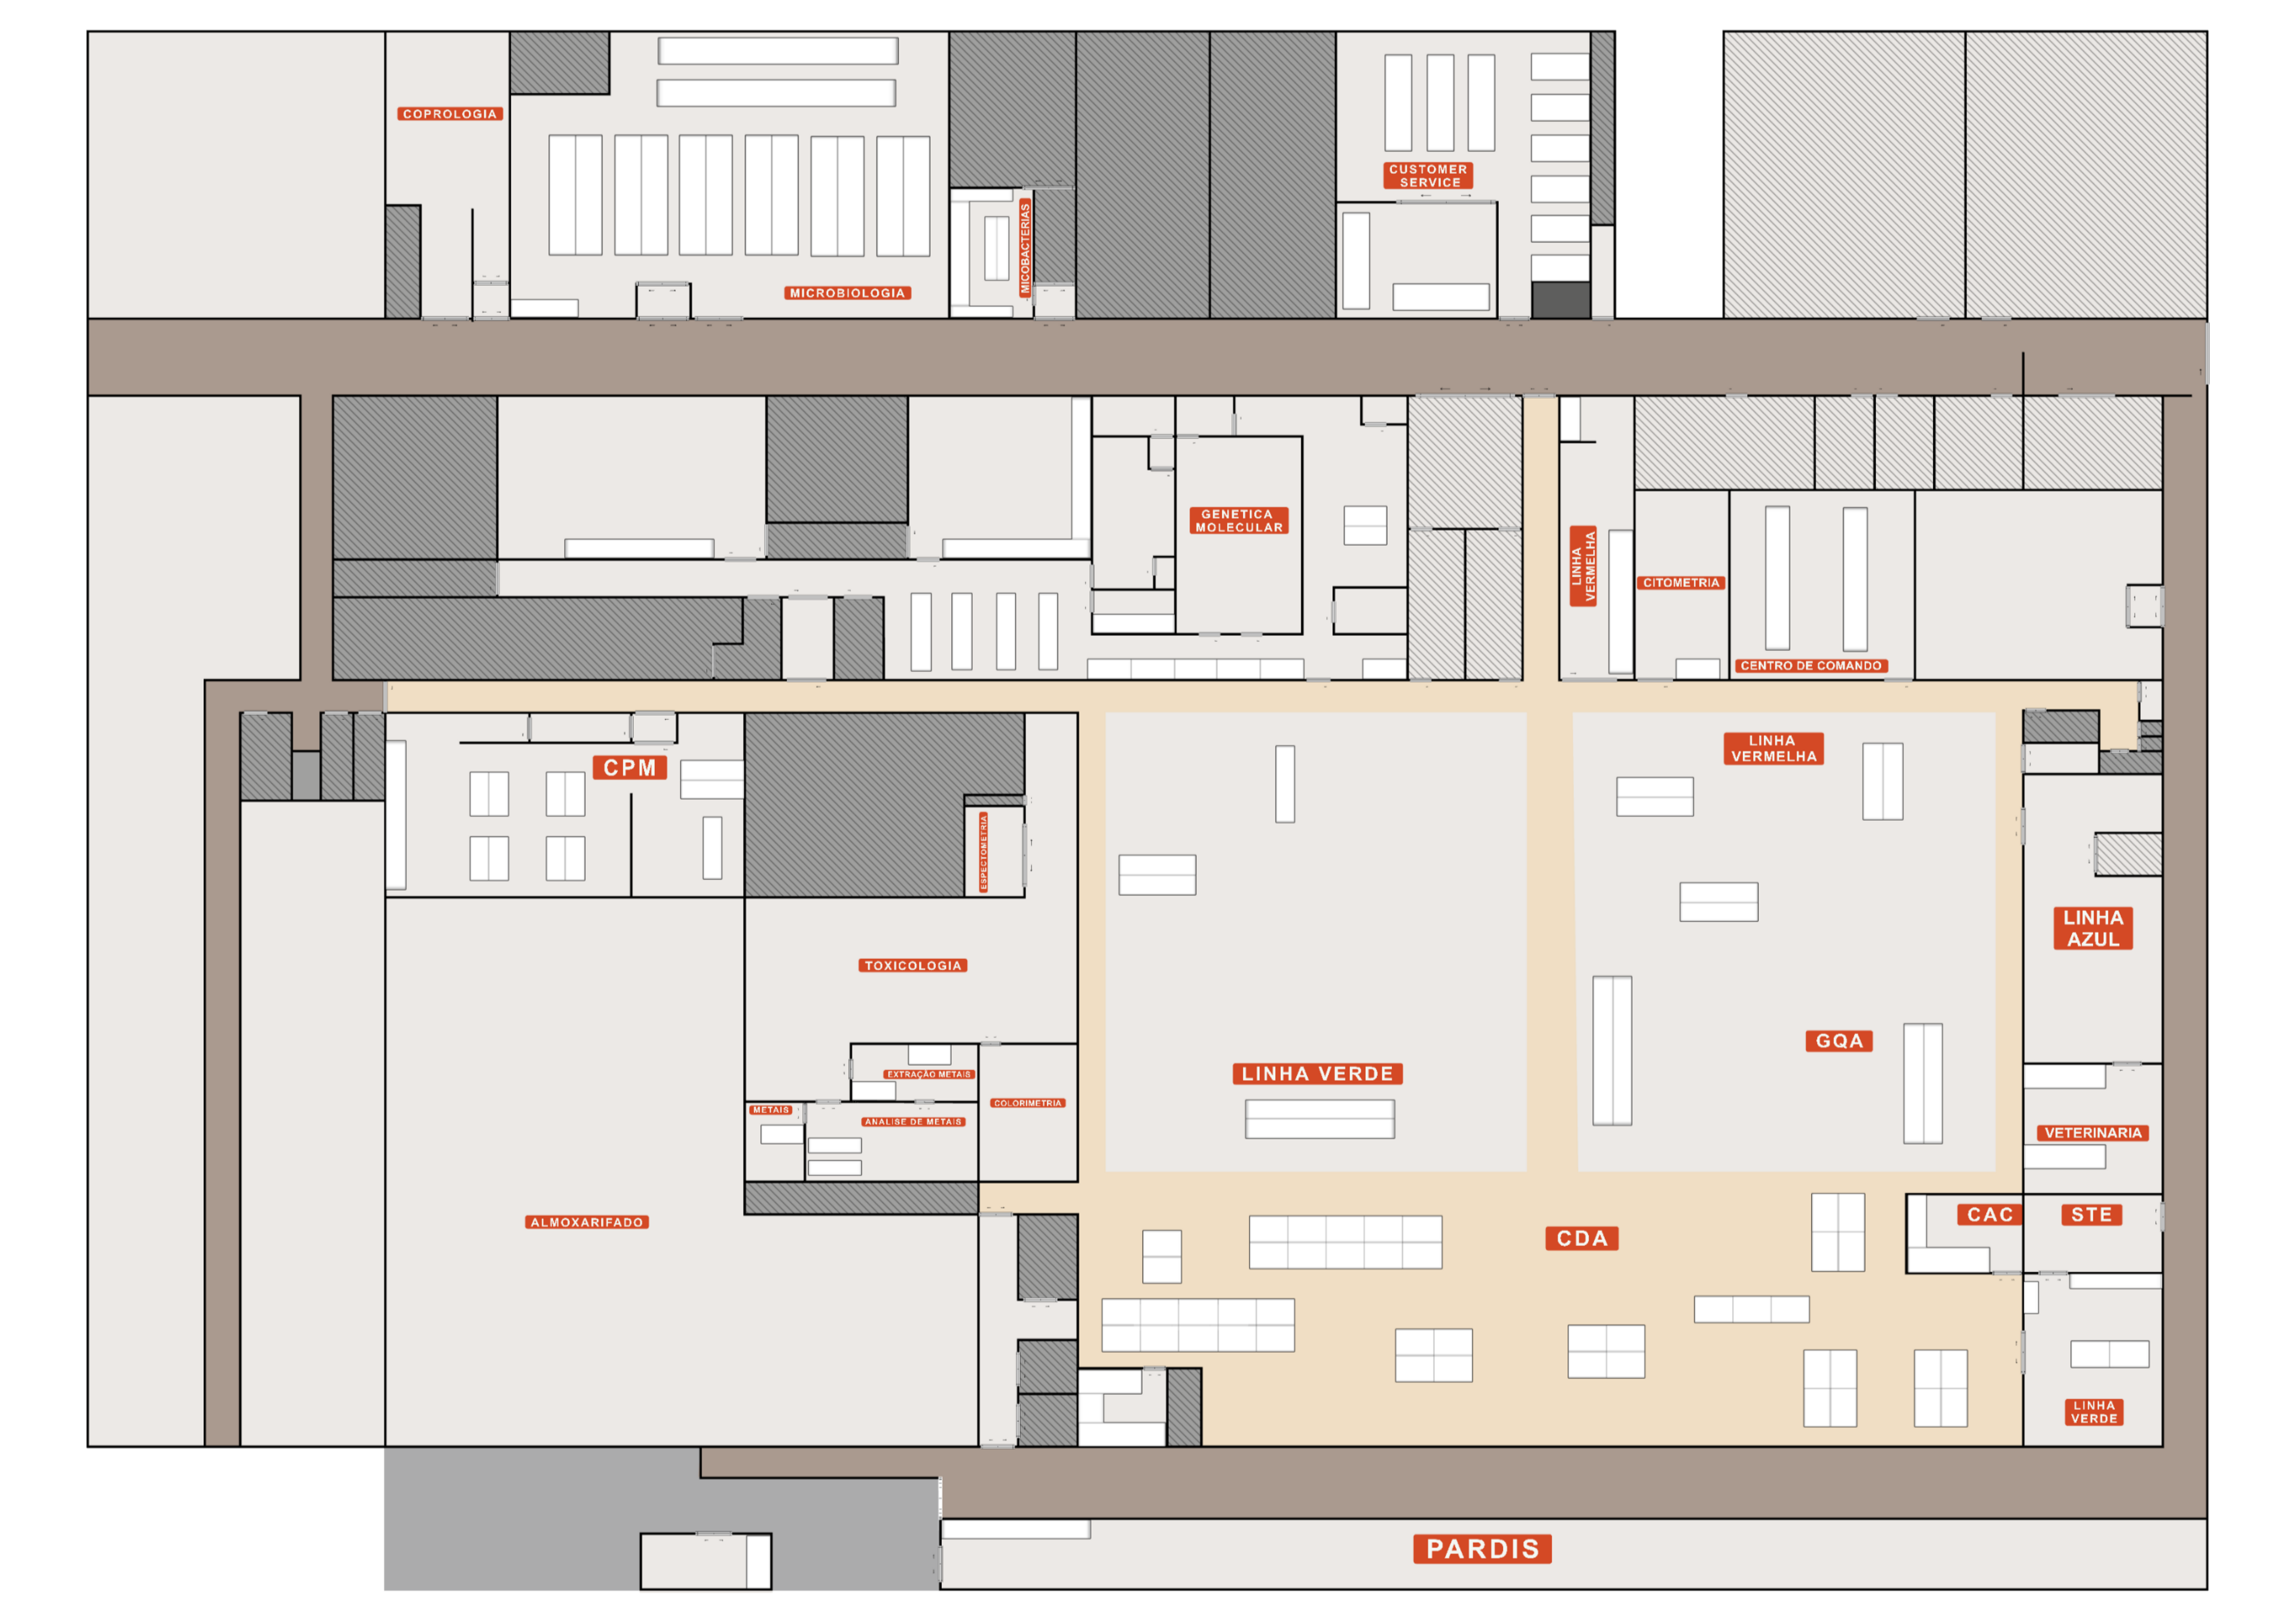 COPROLOGIA
CUSTOMER
SERVICE
MICOBACTERIAS
MICROBIOLOGIA
GENETICA
MOLECULAR
LINHA
VERMELHA
CITOMETRIA
CENTRO DE COMANDO
LINHA
VERMELHA
CPM
ESPECTOMETRIA
LINHA
AZUL
TOXICOLOGIA
GQA
LINHA VERDE
EXTRAÇÃO METAIS
COLORIMETRIA
METAIS
ANALISE DE METAIS
VETERINARIA
ALMOXARIFADO
CAC
STE
CDA
LINHA
VERDE
PARDIS